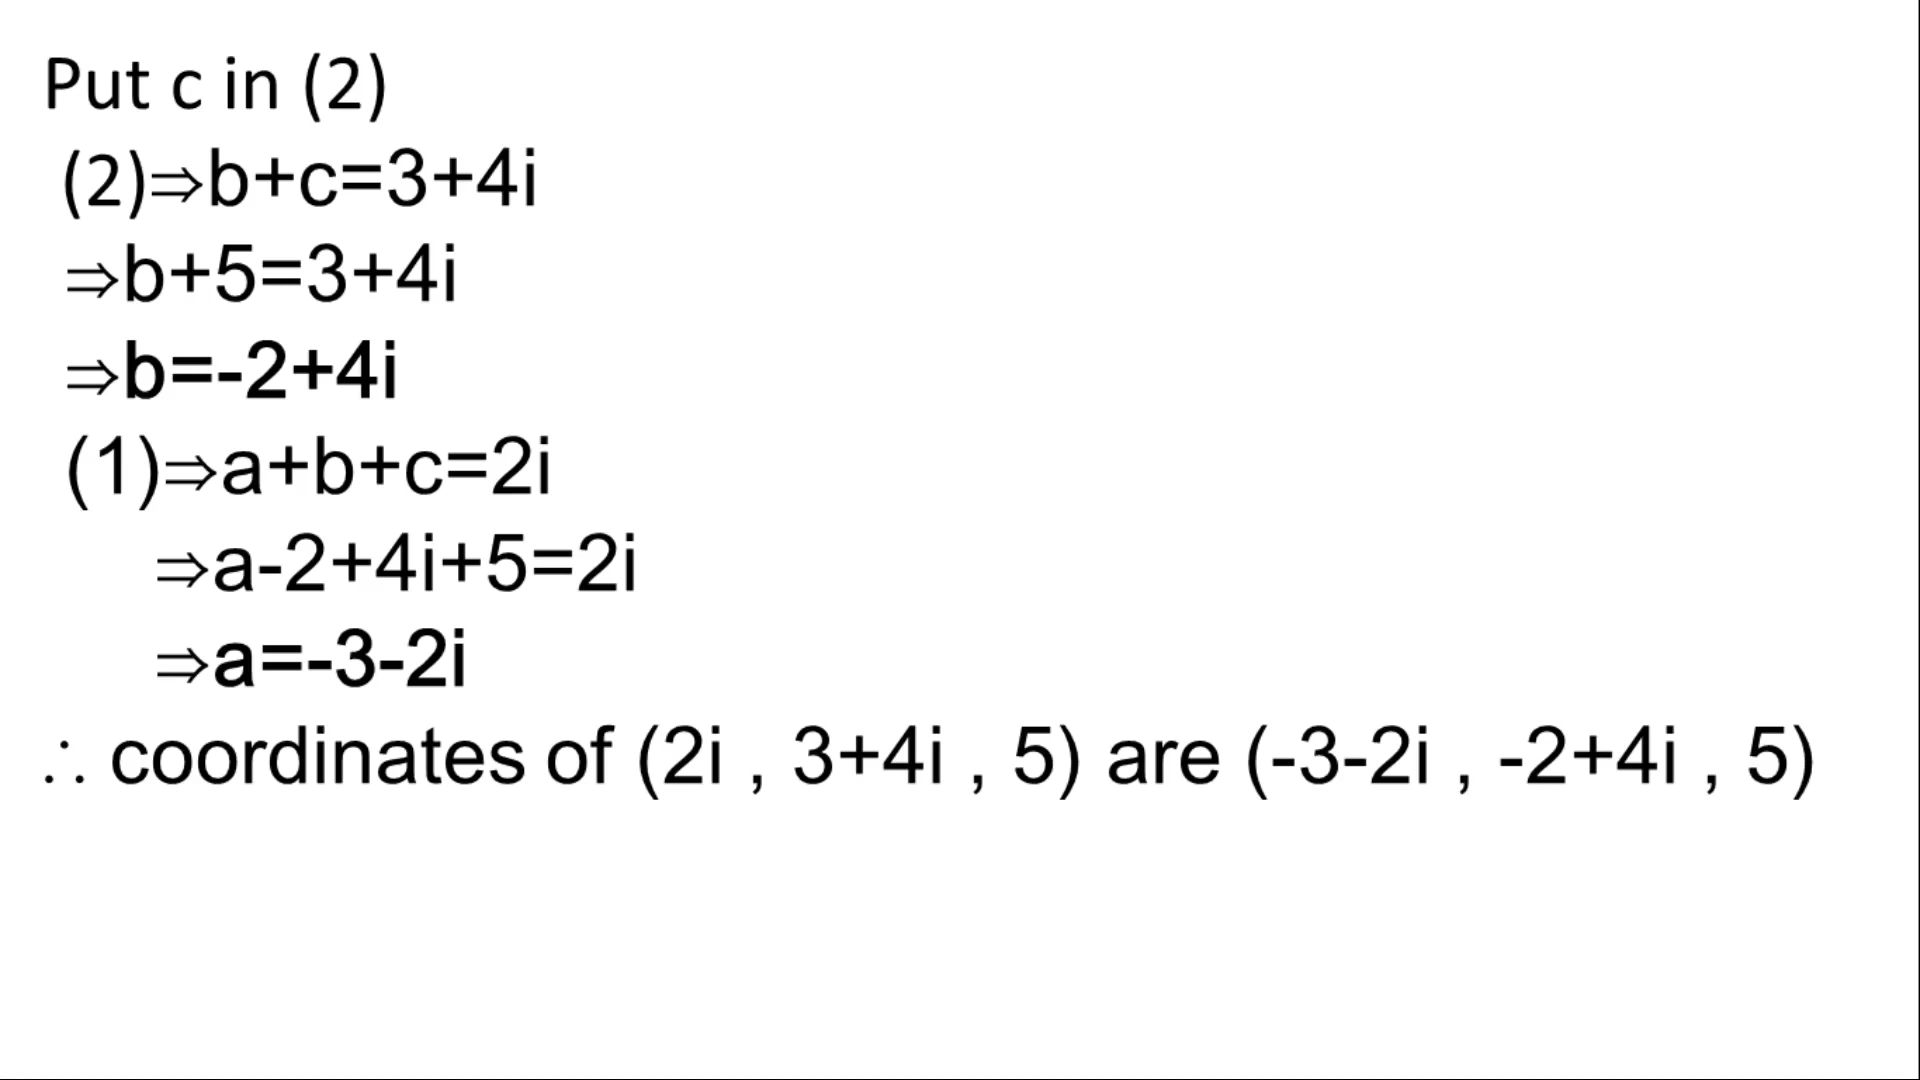 Put c in (2)
(2)⇒b+c=3+4i
⇒b+5=3+4i
⇒b=-2+4i
(1)⇒a+b+c=2i
⇒a-2+4i+5=2i
⇒a=-3-2i
∴ coordinates of (2i , 3+4i , 5) are (-3-2i , -2+4i , 5)